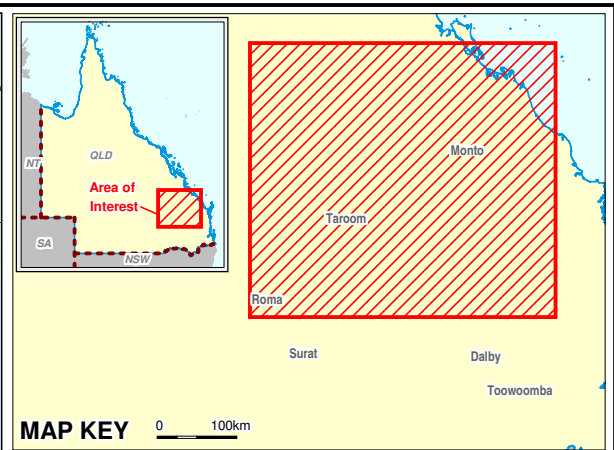 NT
QLD
Area of
Interest
SA
NSW
Monto
Taroom
Roma
Surat
Dalby
Toowoomba
MAP KEY
0 100km